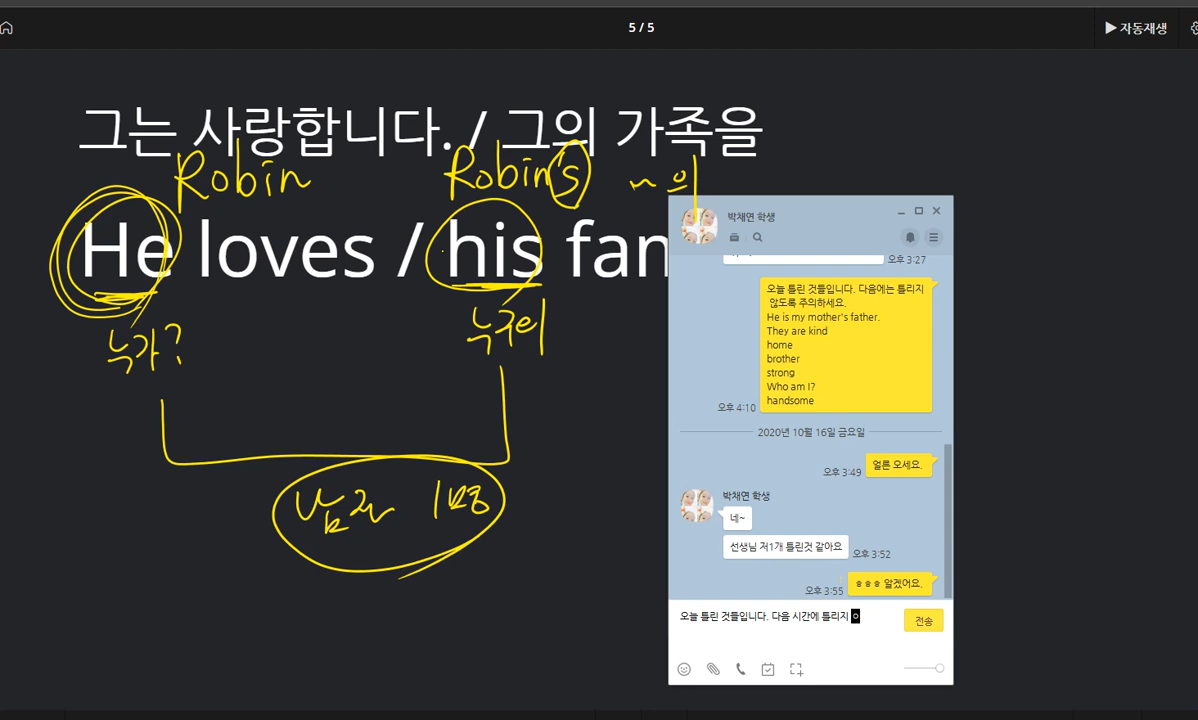 5 / 5
▶ 자동재생
그는 사랑합니다. / 그의 가족을
Robin
Robin's
~의
He loves / his fam
누가?
누구의
남자 1명
박채연 학생
오후 3:27
오늘 틀린 것들입니다. 다음에는 틀리지
않도록 주의하세요.
He is my mother's father.
They are kind
home
brother
strong
Who am I?
handsome
오후 4:10
2020년 10월 16일 금요일
얼른 오세요.
오후 3:49
박채연 학생
네~
선생님 저1개 틀린것 같아요
오후 3:52
ㅎㅎㅎ 알겠어요.
오후 3:55
오늘 틀린 것들입니다. 다음 시간에 틀리지 ㅇ
전송